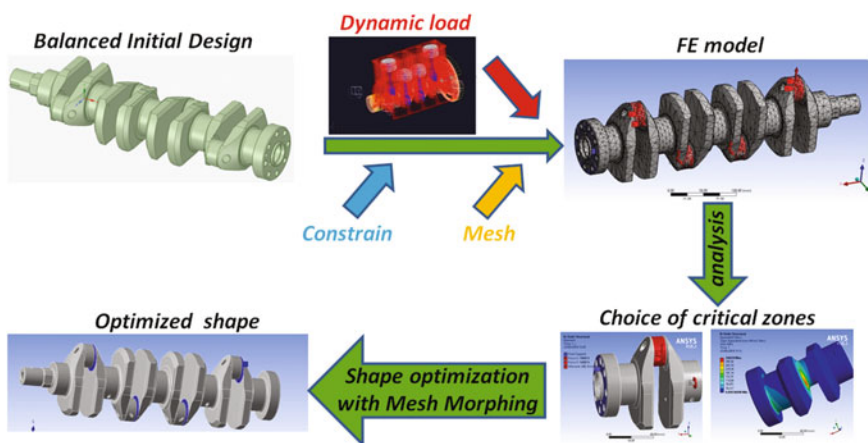 Balanced Initial Design
Dynamic load
FE model
Constrain
Mesh
analysis
Optimized shape
Choice of critical zones
Shape optimization
with Mesh Morphing
ANSYS
ANSYS